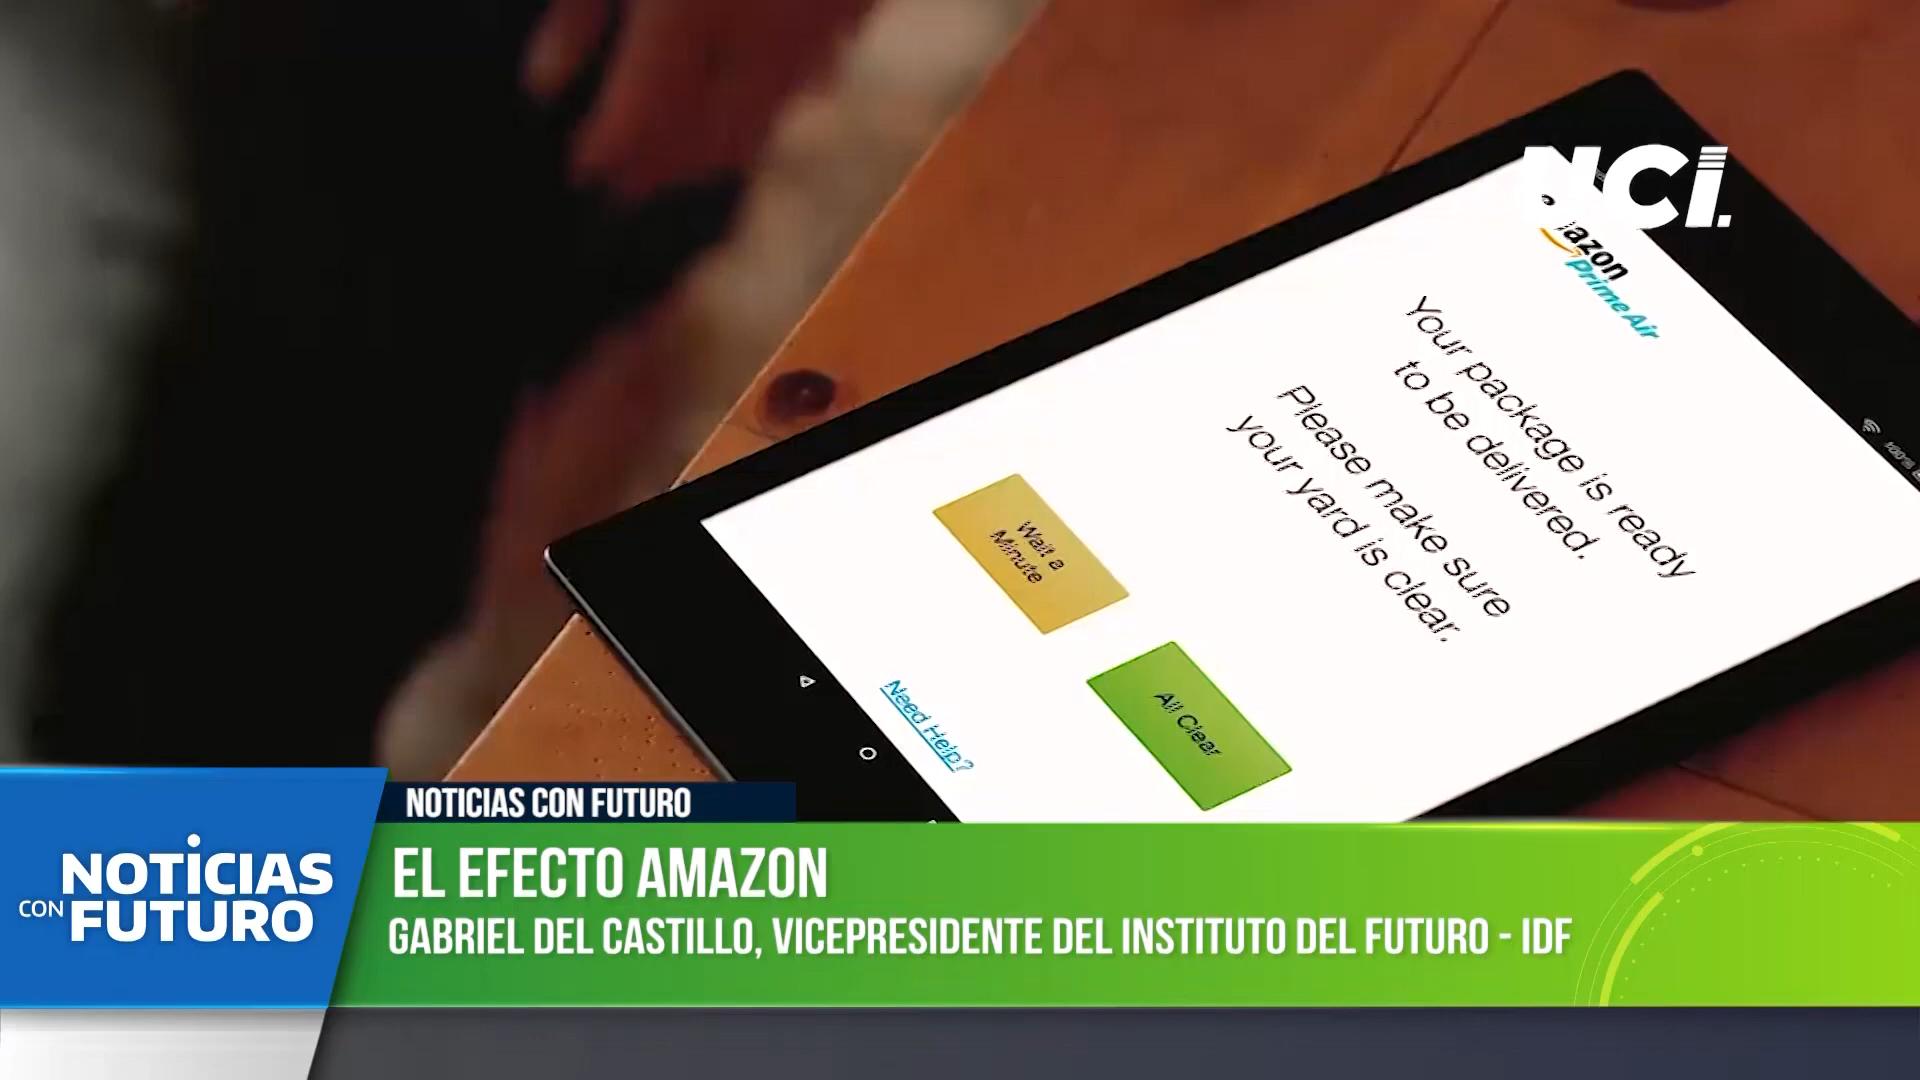 NCI.
azon
Prime Air
Your package is ready
to be delivered.
Please make sure
your yard is clear.
Wait a
Minute
All Clear
Need Help?
NOTICIAS CON FUTURO
NOTICIAS
CON FUTURO
EL EFECTO AMAZON
GABRIEL DEL CASTILLO, VICEPRESIDENTE DEL INSTITUTO DEL FUTURO - IDF